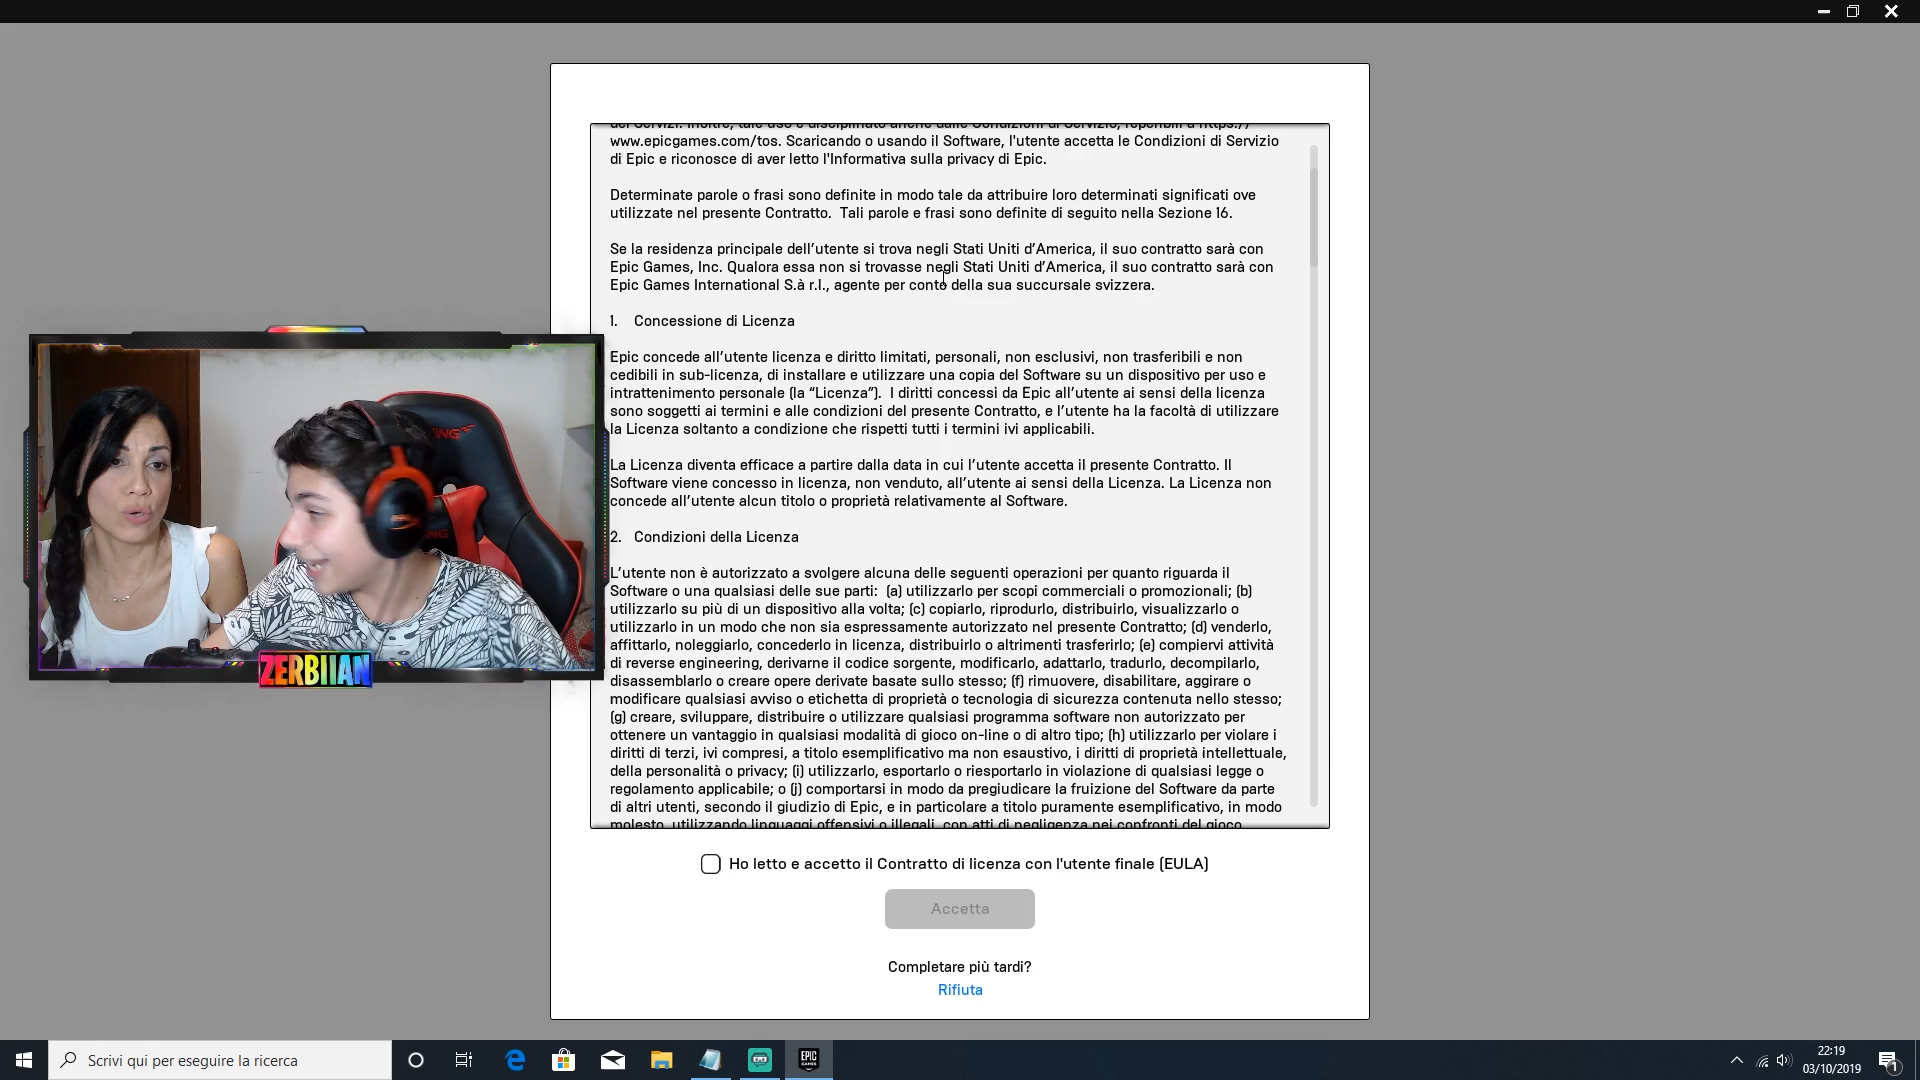 www.epicgames.com/tos. Scaricando o usando il Software, l'utente accetta le Condizioni di Servizio
di Epic e riconosce di aver letto l'Informativa sulla privacy di Epic.
Determinate parole o frasi sono definite in modo tale da attribuire loro determinati significati ove
utilizzate nel presente Contratto.  Tali parole e frasi sono definite di seguito nella Sezione 16.
Se la residenza principale dell’utente si trova negli Stati Uniti d’America, il suo contratto sarà con
Epic Games, Inc. Qualora essa non si trovasse negli Stati Uniti d’America, il suo contratto sarà con
Epic Games International S.à r.l., agente per conto della sua succursale svizzera.
1. Concessione di Licenza
Epic concede all’utente licenza e diritto limitati, personali, non esclusivi, non trasferibili e non
cedibili in sub-licenza, di installare e utilizzare una copia del Software su un dispositivo per uso e
intrattenimento personale (la “Licenza”).  I diritti concessi da Epic all’utente ai sensi della licenza
sono soggetti ai termini e alle condizioni del presente Contratto, e l’utente ha la facoltà di utilizzare
la Licenza soltanto a condizione che rispetti tutti i termini ivi applicabili.
La Licenza diventa efficace a partire dalla data in cui l’utente accetta il presente Contratto. Il
Software viene concesso in licenza, non venduto, all’utente ai sensi della Licenza. La Licenza non
concede all’utente alcun titolo o proprietà relativamente al Software.
2. Condizioni della Licenza
L’utente non è autorizzato a svolgere alcuna delle seguenti operazioni per quanto riguarda il
Software o una qualsiasi delle sue parti:  (a) utilizzarlo per scopi commerciali o promozionali; (b)
utilizzarlo su più di un dispositivo alla volta; (c) copiarlo, riprodurlo, distribuirlo, visualizzarlo o
utilizzarlo in un modo che non sia espressamente autorizzato nel presente Contratto; (d) venderlo,
affittarlo, noleggiarlo, concederlo in licenza, distribuirlo o altrimenti trasferirlo; (e) compiervi attività
di reverse engineering, derivarne il codice sorgente, modificarlo, adattarlo, tradurlo, decompilarlo,
disassemblarlo o creare opere derivate basate sullo stesso; (f) rimuovere, disabilitare, aggirare o
modificare qualsiasi avviso o etichetta di proprietà o tecnologia di sicurezza contenuta nello stesso;
(g) creare, sviluppare, distribuire o utilizzare qualsiasi programma software non autorizzato per
ottenere un vantaggio in qualsiasi modalità di gioco on-line o di altro tipo; (h) utilizzarlo per violare i
diritti di terzi, ivi compresi, a titolo esemplificativo ma non esaustivo, i diritti di proprietà intellettuale,
della personalità o privacy; (i) utilizzarlo, esportarlo o riesportarlo in violazione di qualsiasi legge o
regolamento applicabile; o (j) comportarsi in modo da pregiudicare la fruizione del Software da parte
di altri utenti, secondo il giudizio di Epic, e in particolare a titolo puramente esemplificativo, in modo
molesto, utilizzando linguaggi offensivi o illegali, con atti di negligenza nei confronti del gioco
ZERBIIAN
Ho letto e accetto il Contratto di licenza con l'utente finale (EULA)
Accetta
Completare più tardi?
Rifiuta
Scrivi qui per eseguire la ricerca
EPIC
GAMES
22:19
03/10/2019
1